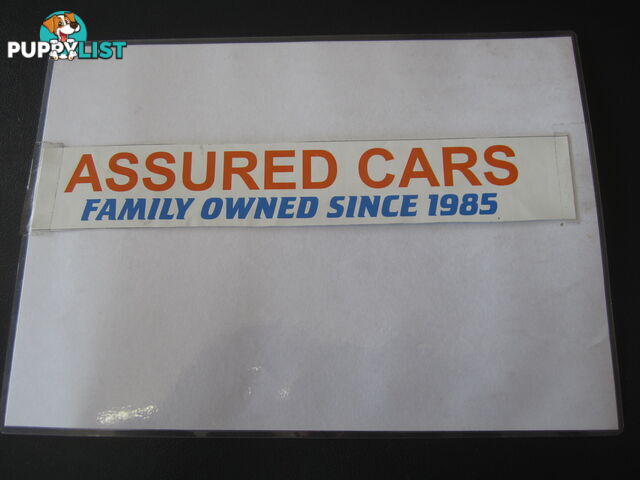 PUPPYLIST
ASSURED CARS
FAMILY OWNED SINCE 1985